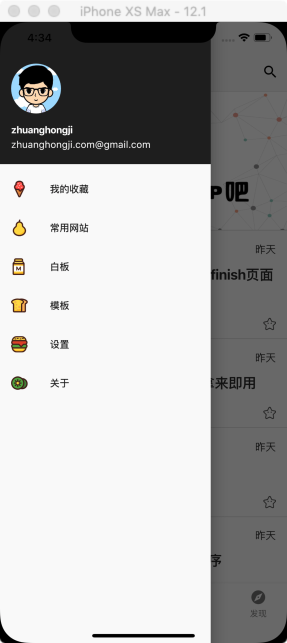 iPhone XS Max - 12.1
4:34
zhuanghongji
zhuanghongji.com@gmail.com
我的收藏
常用网站
白板
模板
设置
关于
P吧
昨天
finish页面
昨天
来即用
昨天
昨天
序
发现